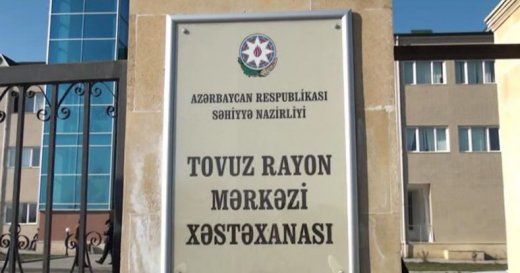 AZƏRBAYCAN RESPUBLİKASI
SƏHİYYƏ NAZİRLİYİ
TOVUZ RAYON
MƏRKƏZİ
XƏSTƏXANASI